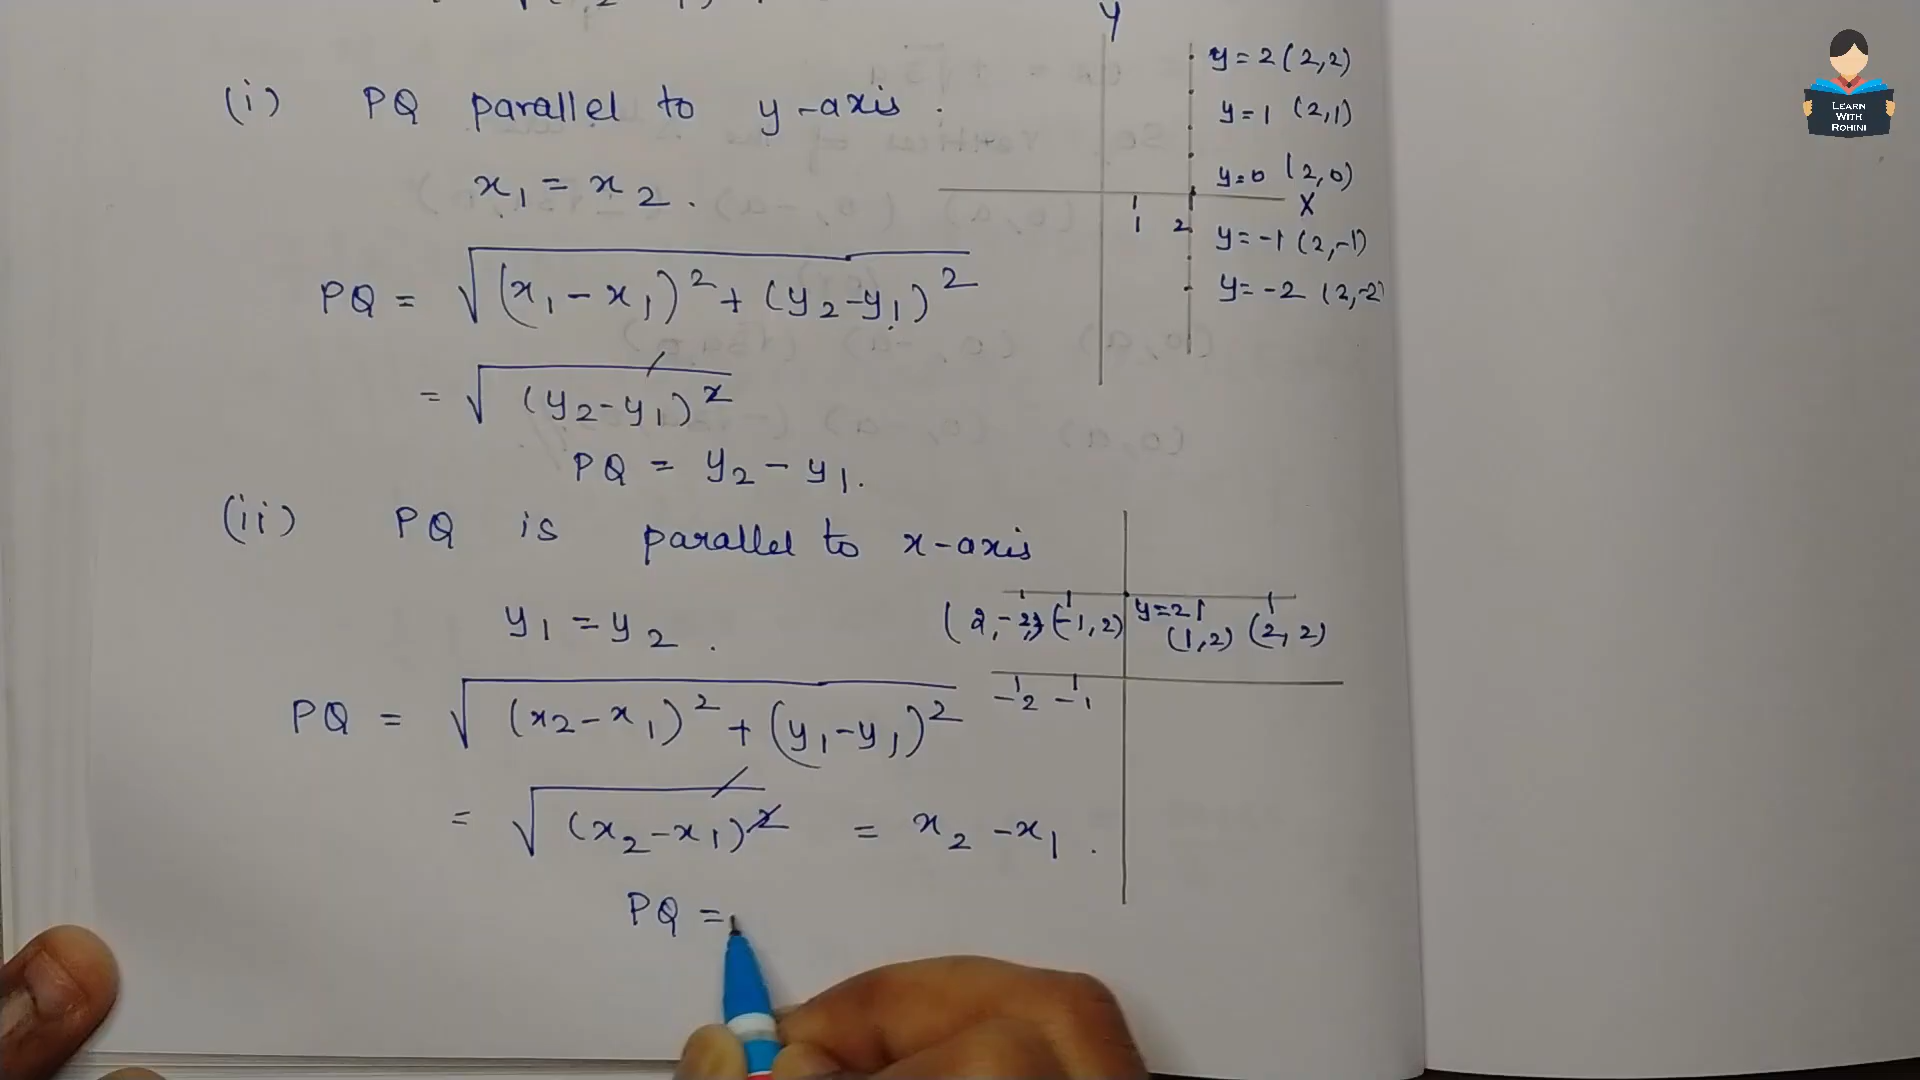 (i) PQ parallel to y-axis.
x₁ = x₂.
PQ = √(x₁ - x₁)² + (y₂-y₁)²
= √(y₂-y₁)²
PQ = y₂ - y₁.
(ii) PQ is parallel to x-axis
y₁ = y₂.
PQ = √(x₂-x₁)² + (y₁-y₁)²
= √(x₂-x₁)² = x₂ -x₁.
PQ =
Y
y = 2 (2,2)
y = 1 (2,1)
y=0 (2,0)
X
1 2
y=-1 (2,-1)
y=-2 (2,-2)
y=2
(-1,2) (1,2) (2,2)
-2 -1
LEARN
WITH
ROHINI